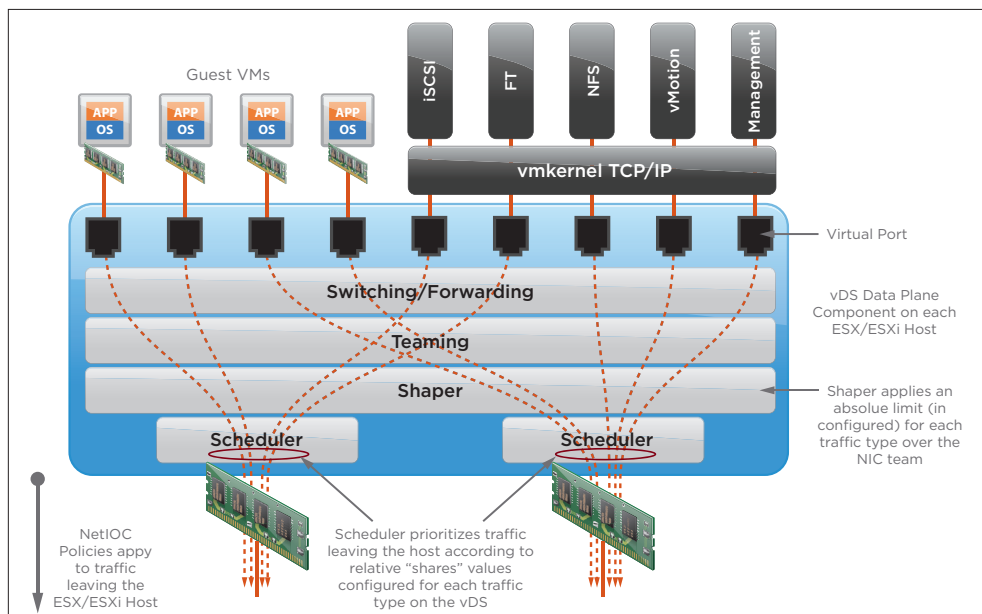 Guest VMs
APP
OS
APP
OS
APP
OS
APP
OS
iSCSI
FT
NFS
vMotion
Management
vmkernel TCP/IP
Virtual Port
Switching/Forwarding
vDS Data Plane
Component on each
ESX/ESXi Host
Teaming
Shaper
Shaper applies an
absolue limit (in
configured) for each
traffic type over the
NIC team
Scheduler
Scheduler
NetIOC
Policies appy
to traffic
leaving the
ESX/ESXi Host
Scheduler prioritizes traffic
leaving the host according to
relative “shares” values
configured for each traffic
type on the vDS